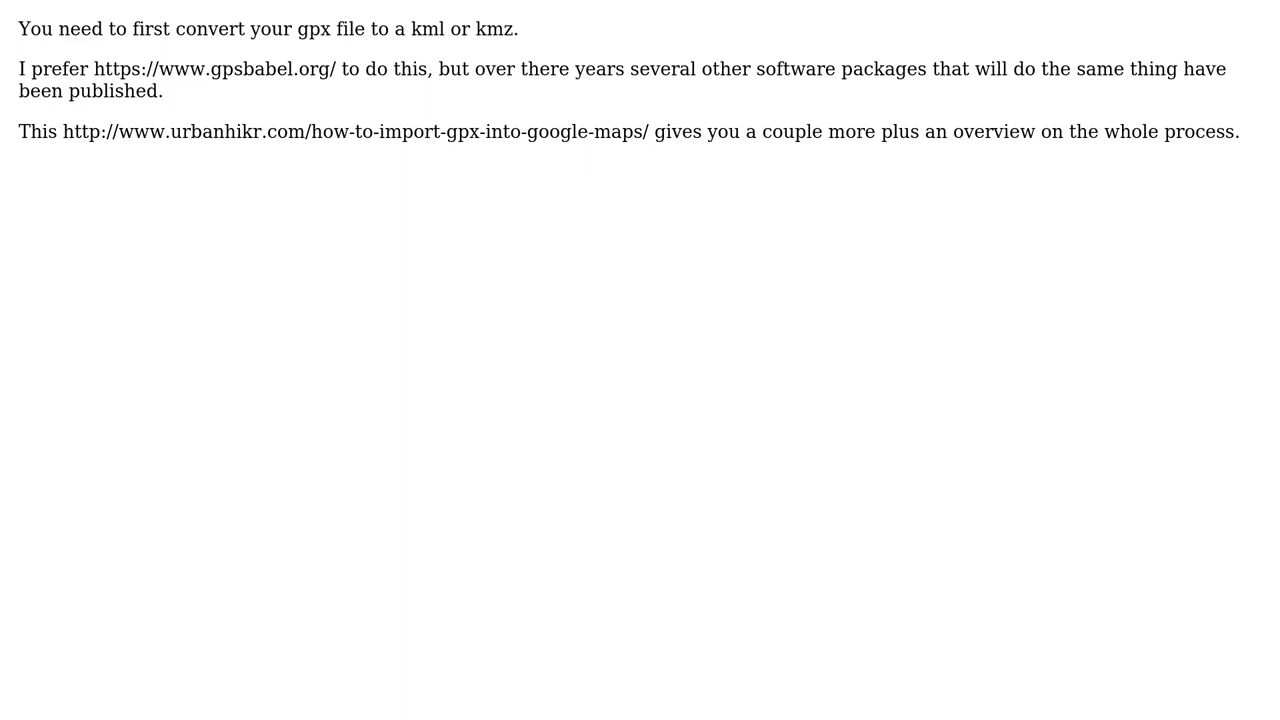 You need to first convert your gpx file to a kml or kmz.
I prefer https://www.gpsbabel.org/ to do this, but over there years several other software packages that will do the same thing have
been published.
This http://www.urbanhikr.com/how-to-import-gpx-into-google-maps/ gives you a couple more plus an overview on the whole process.